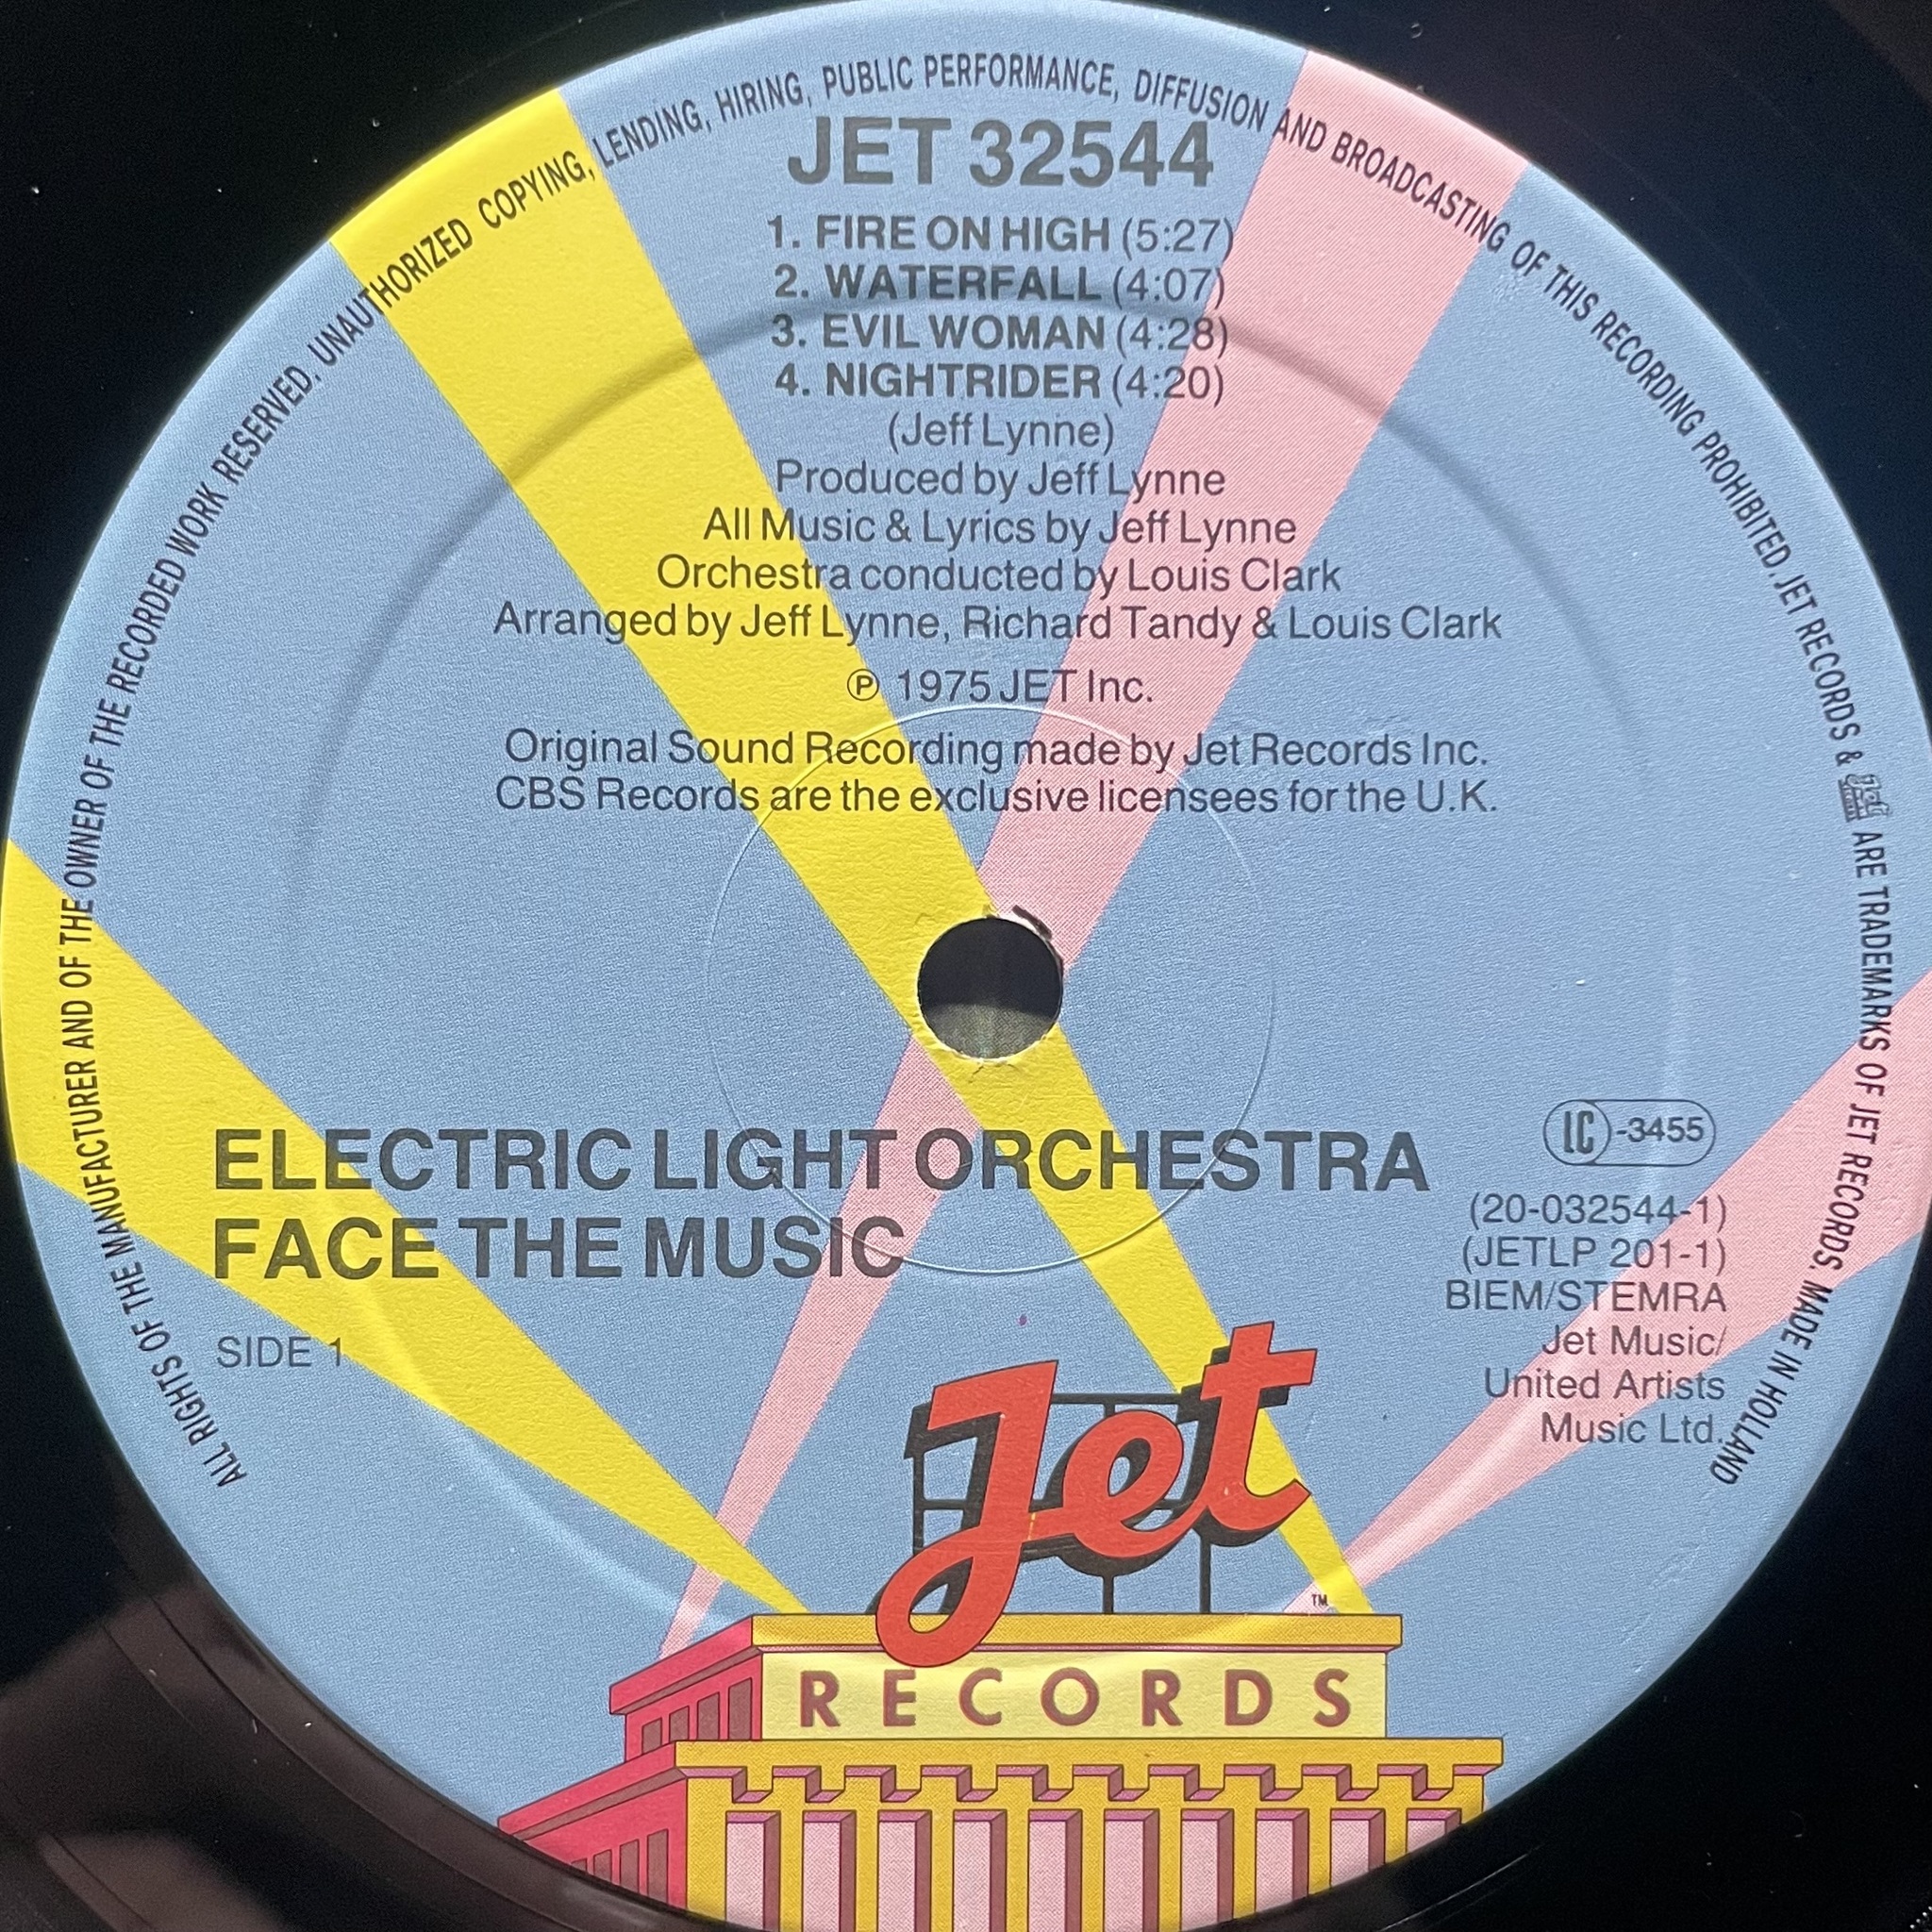 ALL RIGHTS OF THE MANUFACTURER AND OF THE OWNER OF THE RECORDED WORK RESERVED. UNAUTHORIZED COPYING, LENDING, HIRING, PUBLIC PERFORMANCE, DIFFUSION AND BROADCASTING OF THIS RECORDING PROHIBITED. JET RECORDS & Jet RECORDS ARE TRADEMARKS OF JET RECORDS. MADE IN HOLLAND
JET 32544
1. FIRE ON HIGH (5:27)
2. WATERFALL (4:07)
3. EVIL WOMAN (4:28)
4. NIGHTRIDER (4:20)
(Jeff Lynne)
Produced by Jeff Lynne
All Music & Lyrics by Jeff Lynne
Orchestra conducted by Louis Clark
Arranged by Jeff Lynne, Richard Tandy & Louis Clark
℗ 1975 JET Inc.
Original Sound Recording made by Jet Records Inc.
CBS Records are the exclusive licensees for the U.K.
ELECTRIC LIGHT ORCHESTRA
FACE THE MUSIC
SIDE 1
LC-3455
(20-032544-1)
(JETLP 201-1)
BIEM/STEMRA
Jet Music/
United Artists
Music Ltd.
Jet
TM
RECORDS